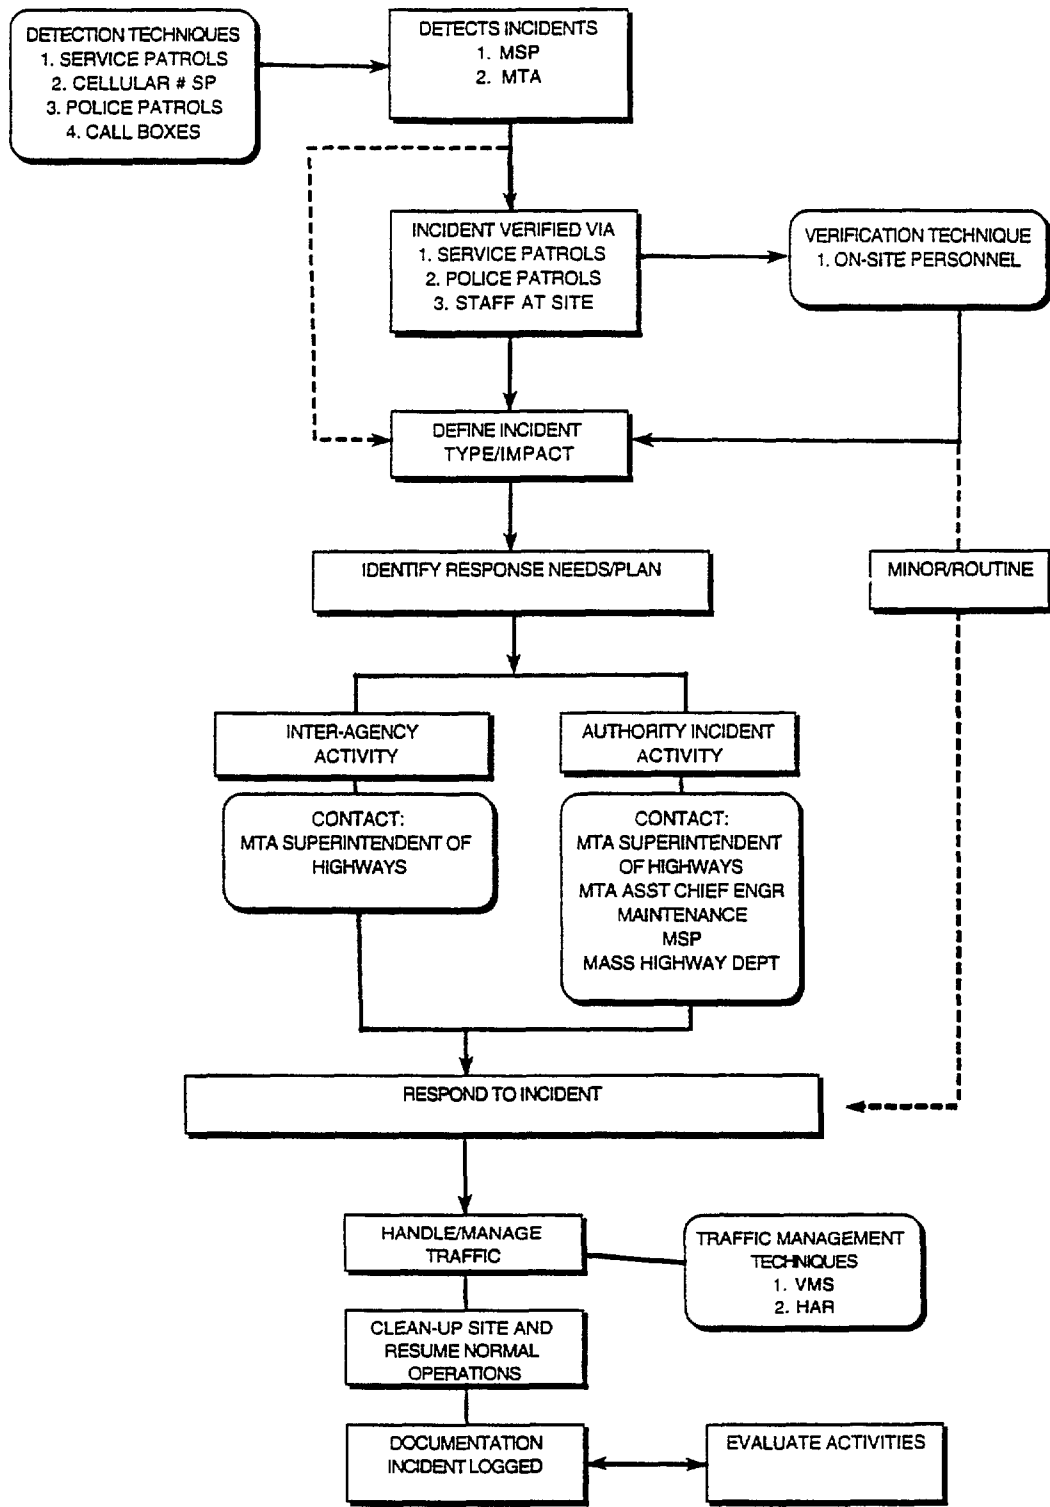 DETECTION TECHNIQUES
1. SERVICE PATROLS
2. CELLULAR # SP
3. POLICE PATROLS
4. CALL BOXES
DETECTS INCIDENTS
1. MSP
2. MTA
INCIDENT VERIFIED VIA
1. SERVICE PATROLS
2. POLICE PATROLS
3. STAFF AT SITE
VERIFICATION TECHNIQUE
1. ON-SITE PERSONNEL
DEFINE INCIDENT
TYPE/IMPACT
IDENTIFY RESPONSE NEEDS/PLAN
MINOR/ROUTINE
INTER-AGENCY
ACTIVITY
AUTHORITY INCIDENT
ACTIVITY
CONTACT:
MTA SUPERINTENDENT OF
HIGHWAYS
CONTACT:
MTA SUPERINTENDENT
OF HIGHWAYS
MTA ASST CHIEF ENGR
MAINTENANCE
MSP
MASS HIGHWAY DEPT
RESPOND TO INCIDENT
HANDLE/MANAGE
TRAFFIC
TRAFFIC MANAGEMENT
TECHNIQUES
1. VMS
2. HAR
CLEAN-UP SITE AND
RESUME NORMAL
OPERATIONS
DOCUMENTATION
INCIDENT LOGGED
EVALUATE ACTIVITIES